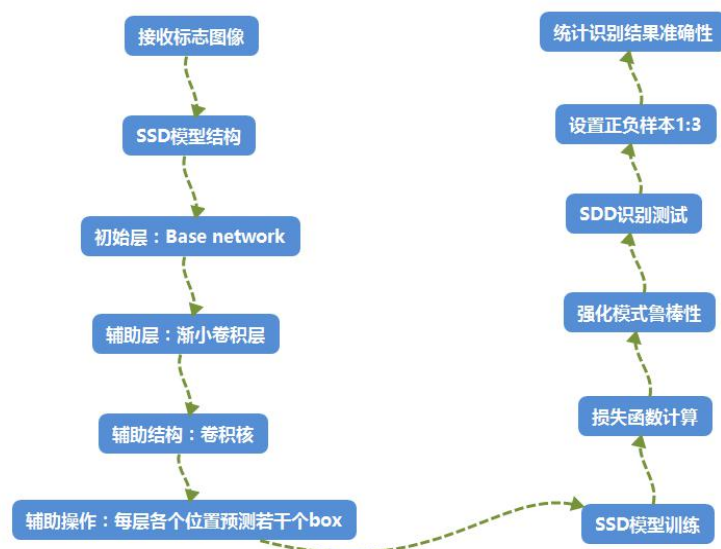 接收标志图像
SSD模型结构
初始层：Base network
辅助层：渐小卷积层
辅助结构：卷积核
辅助操作：每层各个位置预测若干个box
SSD模型训练
损失函数计算
强化模式鲁棒性
SDD识别测试
设置正负样本1:3
统计识别结果准确性